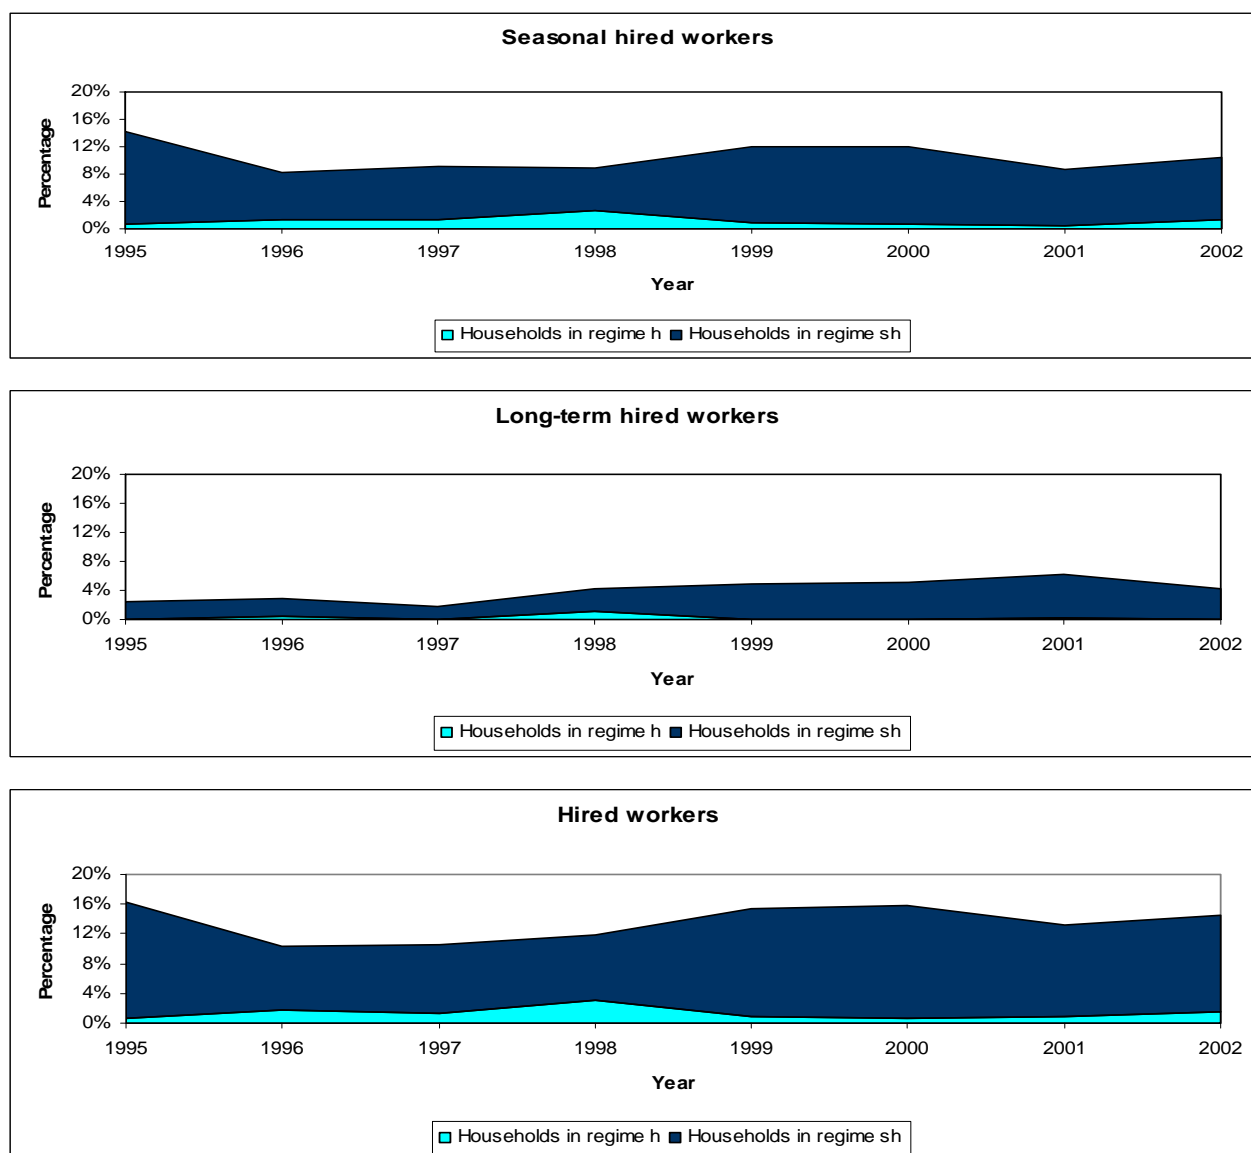 Seasonal hired workers
20%
16%
12%
8%
4%
0%
Percentage
1995 1996 1997 1998 1999 2000 2001 2002
Year
Households in regime h Households in regime sh
Long-term hired workers
20%
16%
12%
8%
4%
0%
Percentage
1995 1996 1997 1998 1999 2000 2001 2002
Year
Households in regime h Households in regime sh
Hired workers
20%
16%
12%
8%
4%
0%
Percentage
1995 1996 1997 1998 1999 2000 2001 2002
Year
Households in regime h Households in regime sh